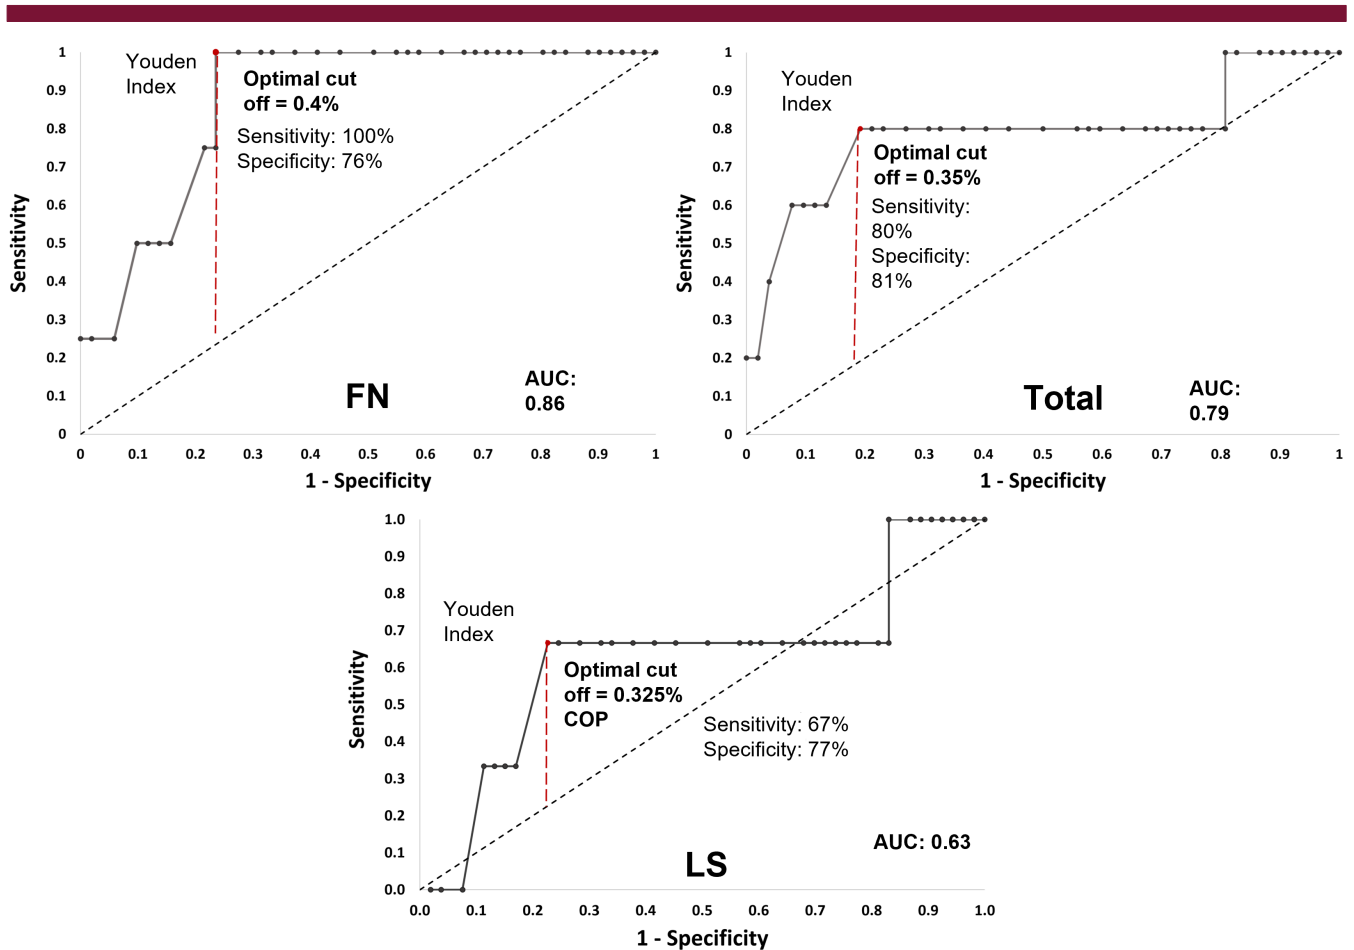 Youden
Index
Optimal cut
off = 0.4%
Sensitivity: 100%
Specificity: 76%
1
0.9
0.8
0.7
0.6
0.5
0.4
0.3
0.2
0.1
0
Sensitivity
FN
AUC:
0.86
0 0.1 0.2 0.3 0.4 0.5 0.6 0.7 0.8 0.9 1
1 - Specificity
Youden
Index
Optimal cut
off = 0.35%
Sensitivity:
80%
Specificity:
81%
1
0.9
0.8
0.7
0.6
0.5
0.4
0.3
0.2
0.1
0
Sensitivity
Total
AUC:
0.79
0 0.1 0.2 0.3 0.4 0.5 0.6 0.7 0.8 0.9 1
1 - Specificity
Youden
Index
Optimal cut
off = 0.325%
COP
Sensitivity: 67%
Specificity: 77%
1.0
0.9
0.8
0.7
0.6
0.5
0.4
0.3
0.2
0.1
0.0
Sensitivity
LS
AUC: 0.63
0.0 0.1 0.2 0.3 0.4 0.5 0.6 0.7 0.8 0.9 1.0
1 - Specificity